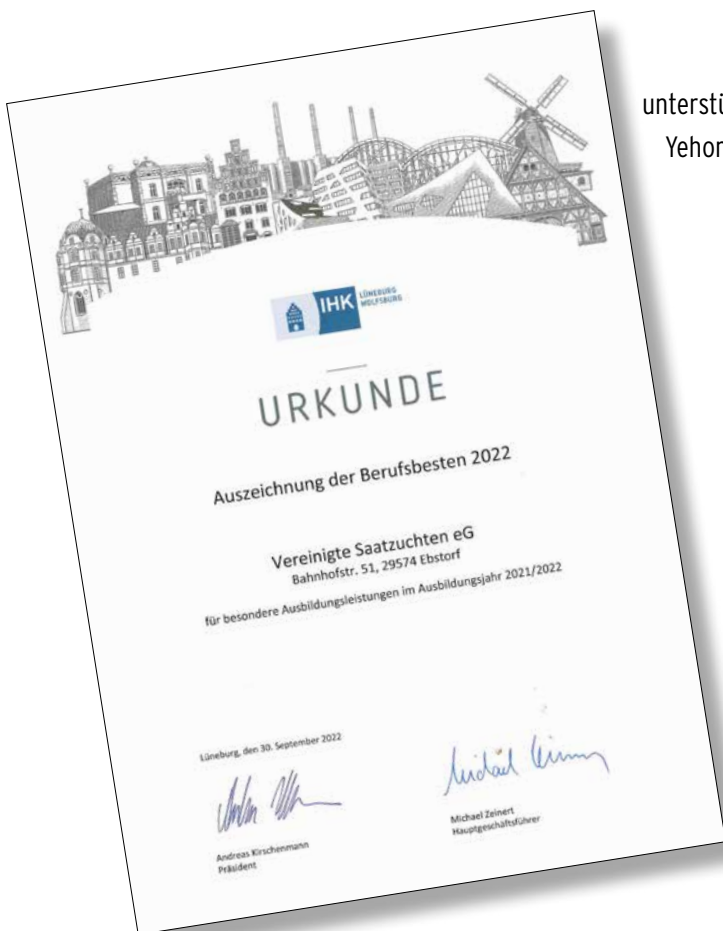 unterstü
Yehor
IHK LÜNEBURG
WOLFSBURG
URKUNDE
Auszeichnung der Berufsbesten 2022
Vereinigte Saatzuchten eG
Bahnhofstr. 51, 29574 Ebstorf
für besondere Ausbildungsleistungen im Ausbildungsjahr 2021/2022
Lüneburg, den 30. September 2022
Andreas Kirschenmann
Präsident
Michael Zeinert
Hauptgeschäftsführer